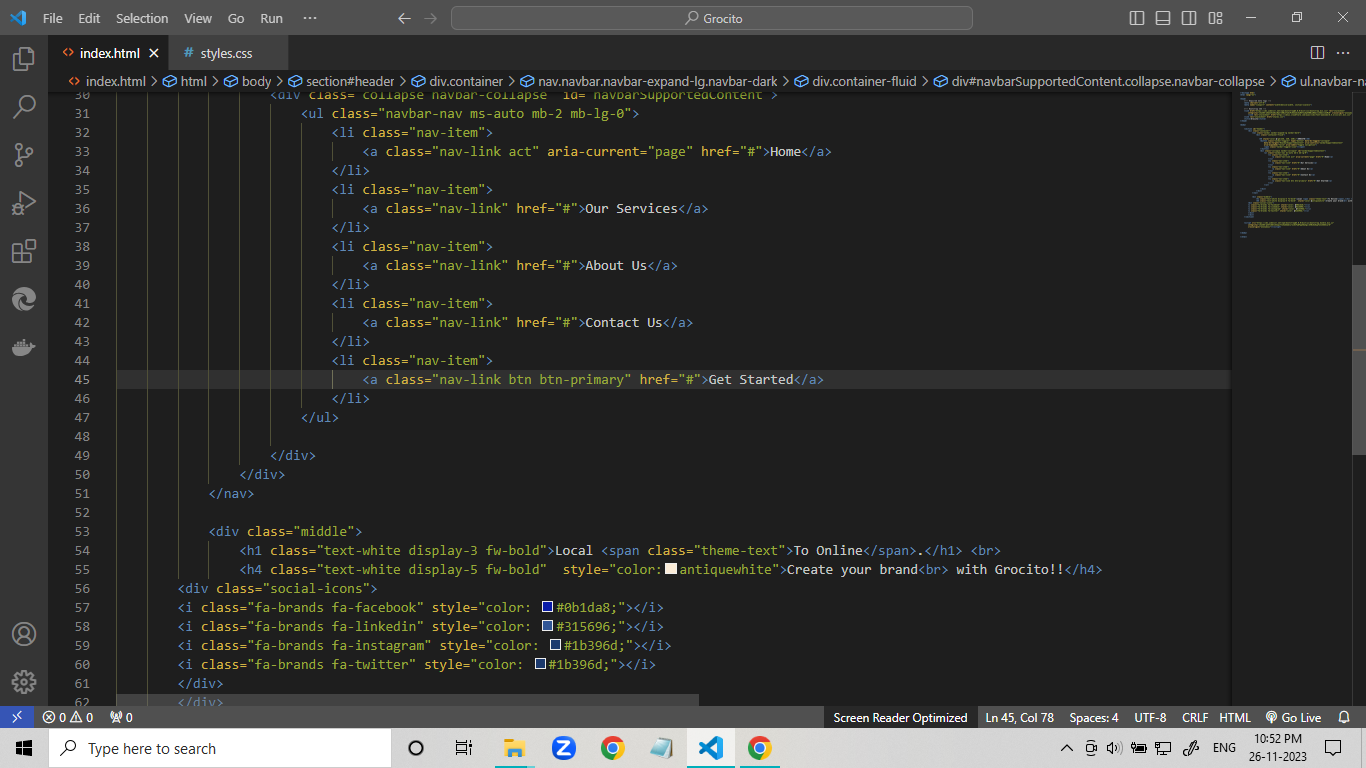 File Edit Selection View Go Run ··· Grocito
index.html styles.css
index.html > html > body > section#header > div.container > nav.navbar.navbar-expand-lg.navbar-dark > div.container-fluid > div#navbarSupportedContent.collapse.navbar-collapse > ul.navbar-na
30 <div class="collapse navbar-collapse" id="navbarSupportedContent">
31 <ul class="navbar-nav ms-auto mb-2 mb-lg-0">
32 <li class="nav-item">
33 <a class="nav-link act" aria-current="page" href="#">Home</a>
34 </li>
35 <li class="nav-item">
36 <a class="nav-link" href="#">Our Services</a>
37 </li>
38 <li class="nav-item">
39 <a class="nav-link" href="#">About Us</a>
40 </li>
41 <li class="nav-item">
42 <a class="nav-link" href="#">Contact Us</a>
43 </li>
44 <li class="nav-item">
45 <a class="nav-link btn btn-primary" href="#">Get Started</a>
46 </li>
47 </ul>
48
49 </div>
50 </div>
51 </nav>
52
53 <div class="middle">
54 <h1 class="text-white display-3 fw-bold">Local <span class="theme-text">To Online</span>.</h1> <br>
55 <h4 class="text-white display-5 fw-bold"  style="color:antiquewhite">Create your brand<br> with Grocito!!</h4>
56 <div class="social-icons">
57 <i class="fa-brands fa-facebook" style="color: #0b1da8;"></i>
58 <i class="fa-brands fa-linkedin" style="color: #315696;"></i>
59 <i class="fa-brands fa-instagram" style="color: #1b396d;"></i>
60 <i class="fa-brands fa-twitter" style="color: #1b396d;"></i>
61 </div>
62 </div>
0 0 0 Screen Reader Optimized Ln 45, Col 78 Spaces: 4 UTF-8 CRLF HTML Go Live
Type here to search ENG 10:52 PM
26-11-2023